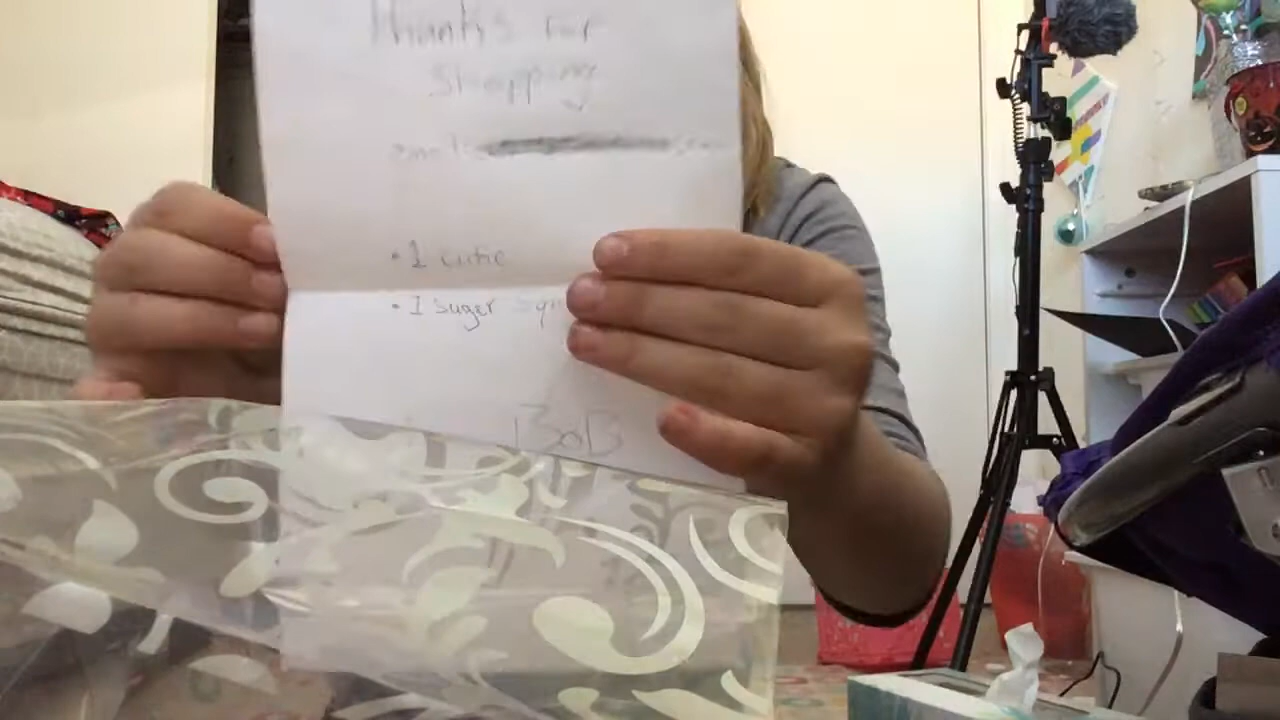 Thanks for
Shopping
• 1 cutie
• 1 suger
BOB